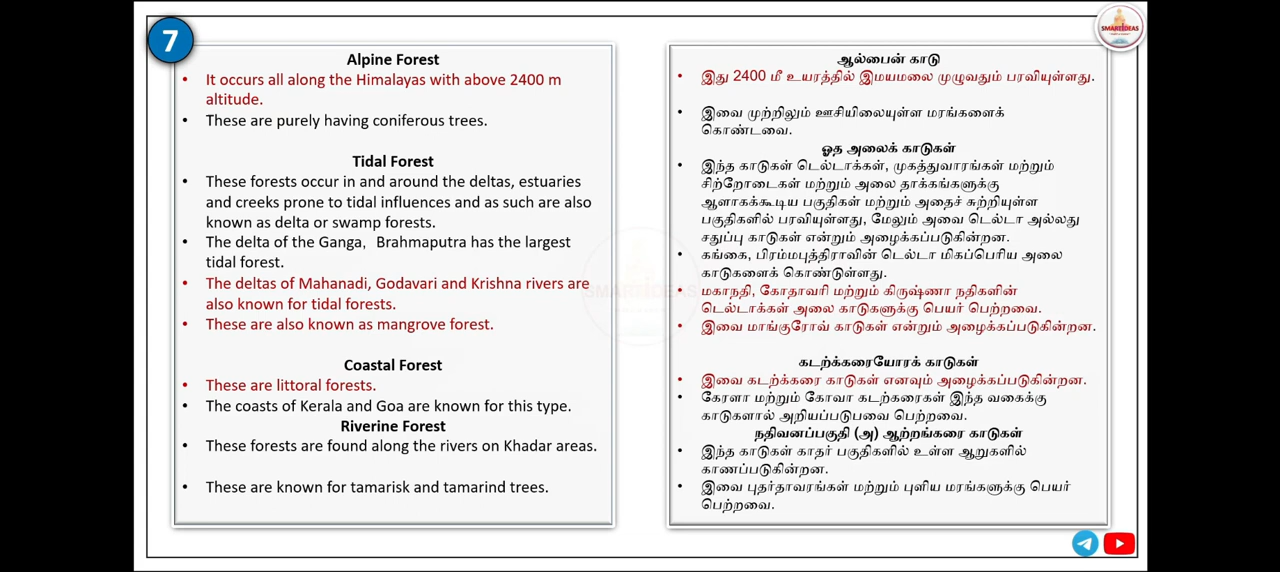 7
SMART IDEAS
Alpine Forest
• It occurs all along the Himalayas with above 2400 m
altitude.
• These are purely having coniferous trees.
Tidal Forest
• These forests occur in and around the deltas, estuaries
and creeks prone to tidal influences and as such are also
known as delta or swamp forests.
• The delta of the Ganga, Brahmaputra has the largest
tidal forest.
• The deltas of Mahanadi, Godavari and Krishna rivers are
also known for tidal forests.
• These are also known as mangrove forest.
Coastal Forest
• These are littoral forests.
• The coasts of Kerala and Goa are known for this type.
Riverine Forest
• These forests are found along the rivers on Khadar areas.
• These are known for tamarisk and tamarind trees.
ஆல்பைன் காடு
• இது 2400 மீ உயரத்தில் இமயமலை முழுவதும் பரவியுள்ளது.
• இவை முற்றிலும் ஊசியிலையுள்ள மரங்களைக்
கொண்டவை.
ஓத அலைக் காடுகள்
• இந்த காடுகள் டெல்டாக்கள், முகத்துவாரங்கள் மற்றும்
சிற்றோடைகள் மற்றும் அலை தாக்கங்களுக்கு
ஆளாகக்கூடிய பகுதிகள் மற்றும் அதைச் சுற்றியுள்ள
பகுதிகளில் பரவியுள்ளது, மேலும் அவை டெல்டா அல்லது
சதுப்பு காடுகள் என்றும் அழைக்கப்படுகின்றன.
• கங்கை, பிரம்மபுத்திராவின் டெல்டா மிகப்பெரிய அலை
காடுகளைக் கொண்டுள்ளது.
• மகாநதி, கோதாவரி மற்றும் கிருஷ்ணா நதிகளின்
டெல்டாக்கள் அலை காடுகளுக்கு பெயர் பெற்றவை.
• இவை மாங்குரோவ் காடுகள் என்றும் அழைக்கப்படுகின்றன.
கடற்க்கரையோரக் காடுகள்
• இவை கடற்க்கரை காடுகள் எனவும் அழைக்கப்படுகின்றன.
• கேரளா மற்றும் கோவா கடற்கரைகள் இந்த வகைக்கு
காடுகளால் அறியப்படுபவை பெற்றவை.
நதிவனப்பகுதி (அ) ஆற்றங்கரை காடுகள்
• இந்த காடுகள் காதர் பகுதிகளில் உள்ள ஆறுகளில்
காணப்படுகின்றன.
• இவை புதர்தாவரங்கள் மற்றும் புளிய மரங்களுக்கு பெயர்
பெற்றவை.
SMART IDEAS